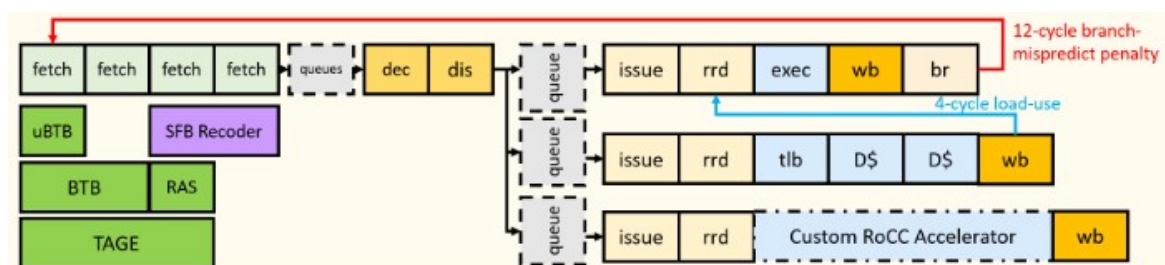 12-cycle branch-
mispredict penalty
fetch fetch fetch fetch queues dec dis queue issue rrd exec wb br
4-cycle load-use
uBTB SFB Recoder
queue issue rrd tlb D$ D$ wb
BTB RAS
TAGE
queue issue rrd Custom RoCC Accelerator wb